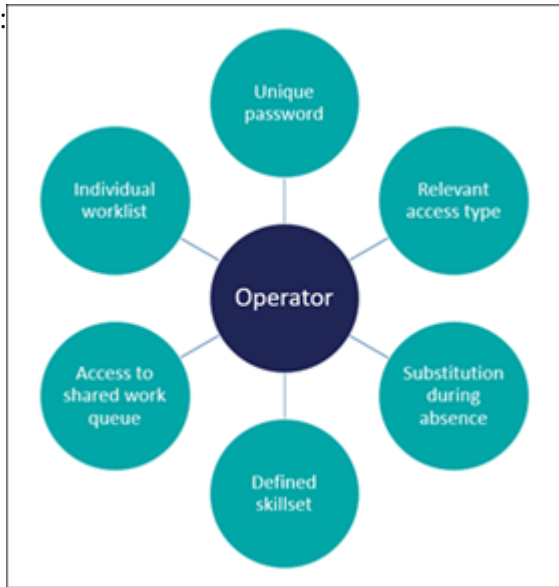 :
Unique
password
Individual
worklist
Relevant
access type
Operator
Access to
shared work
queue
Substitution
during
absence
Defined
skillset